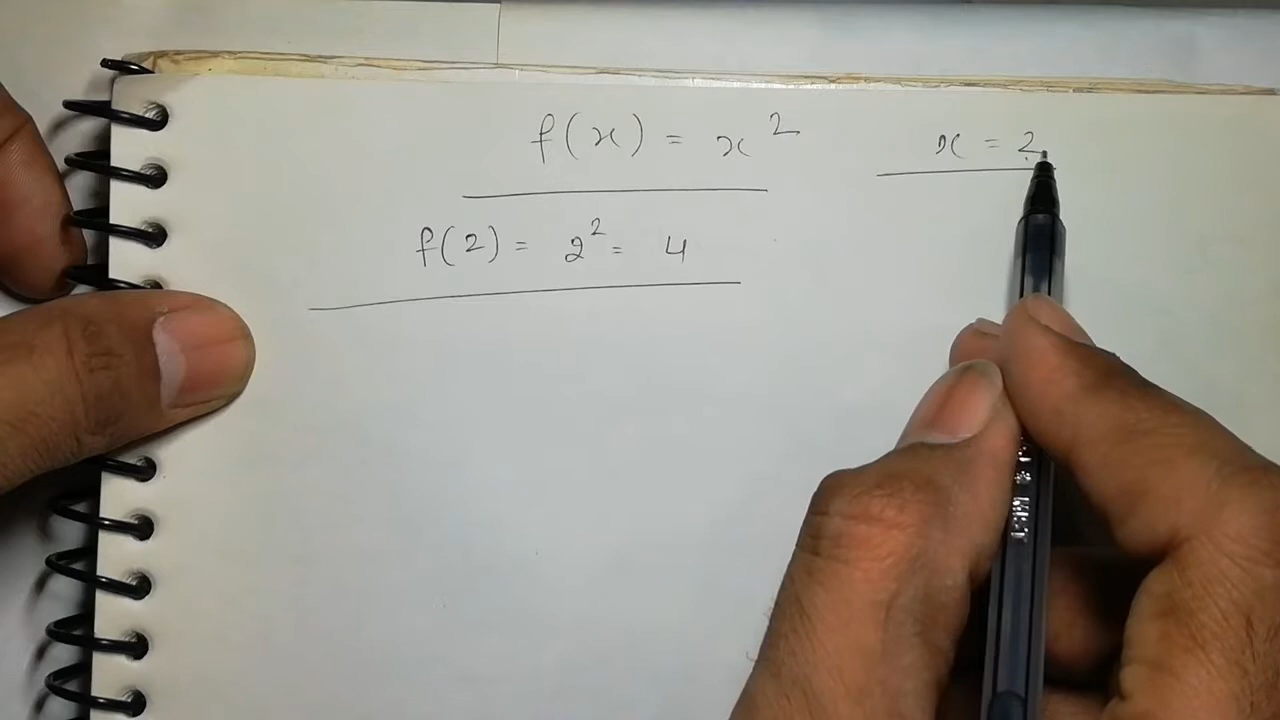 f(x) = x² x = 2
f(2) = 2² = 4